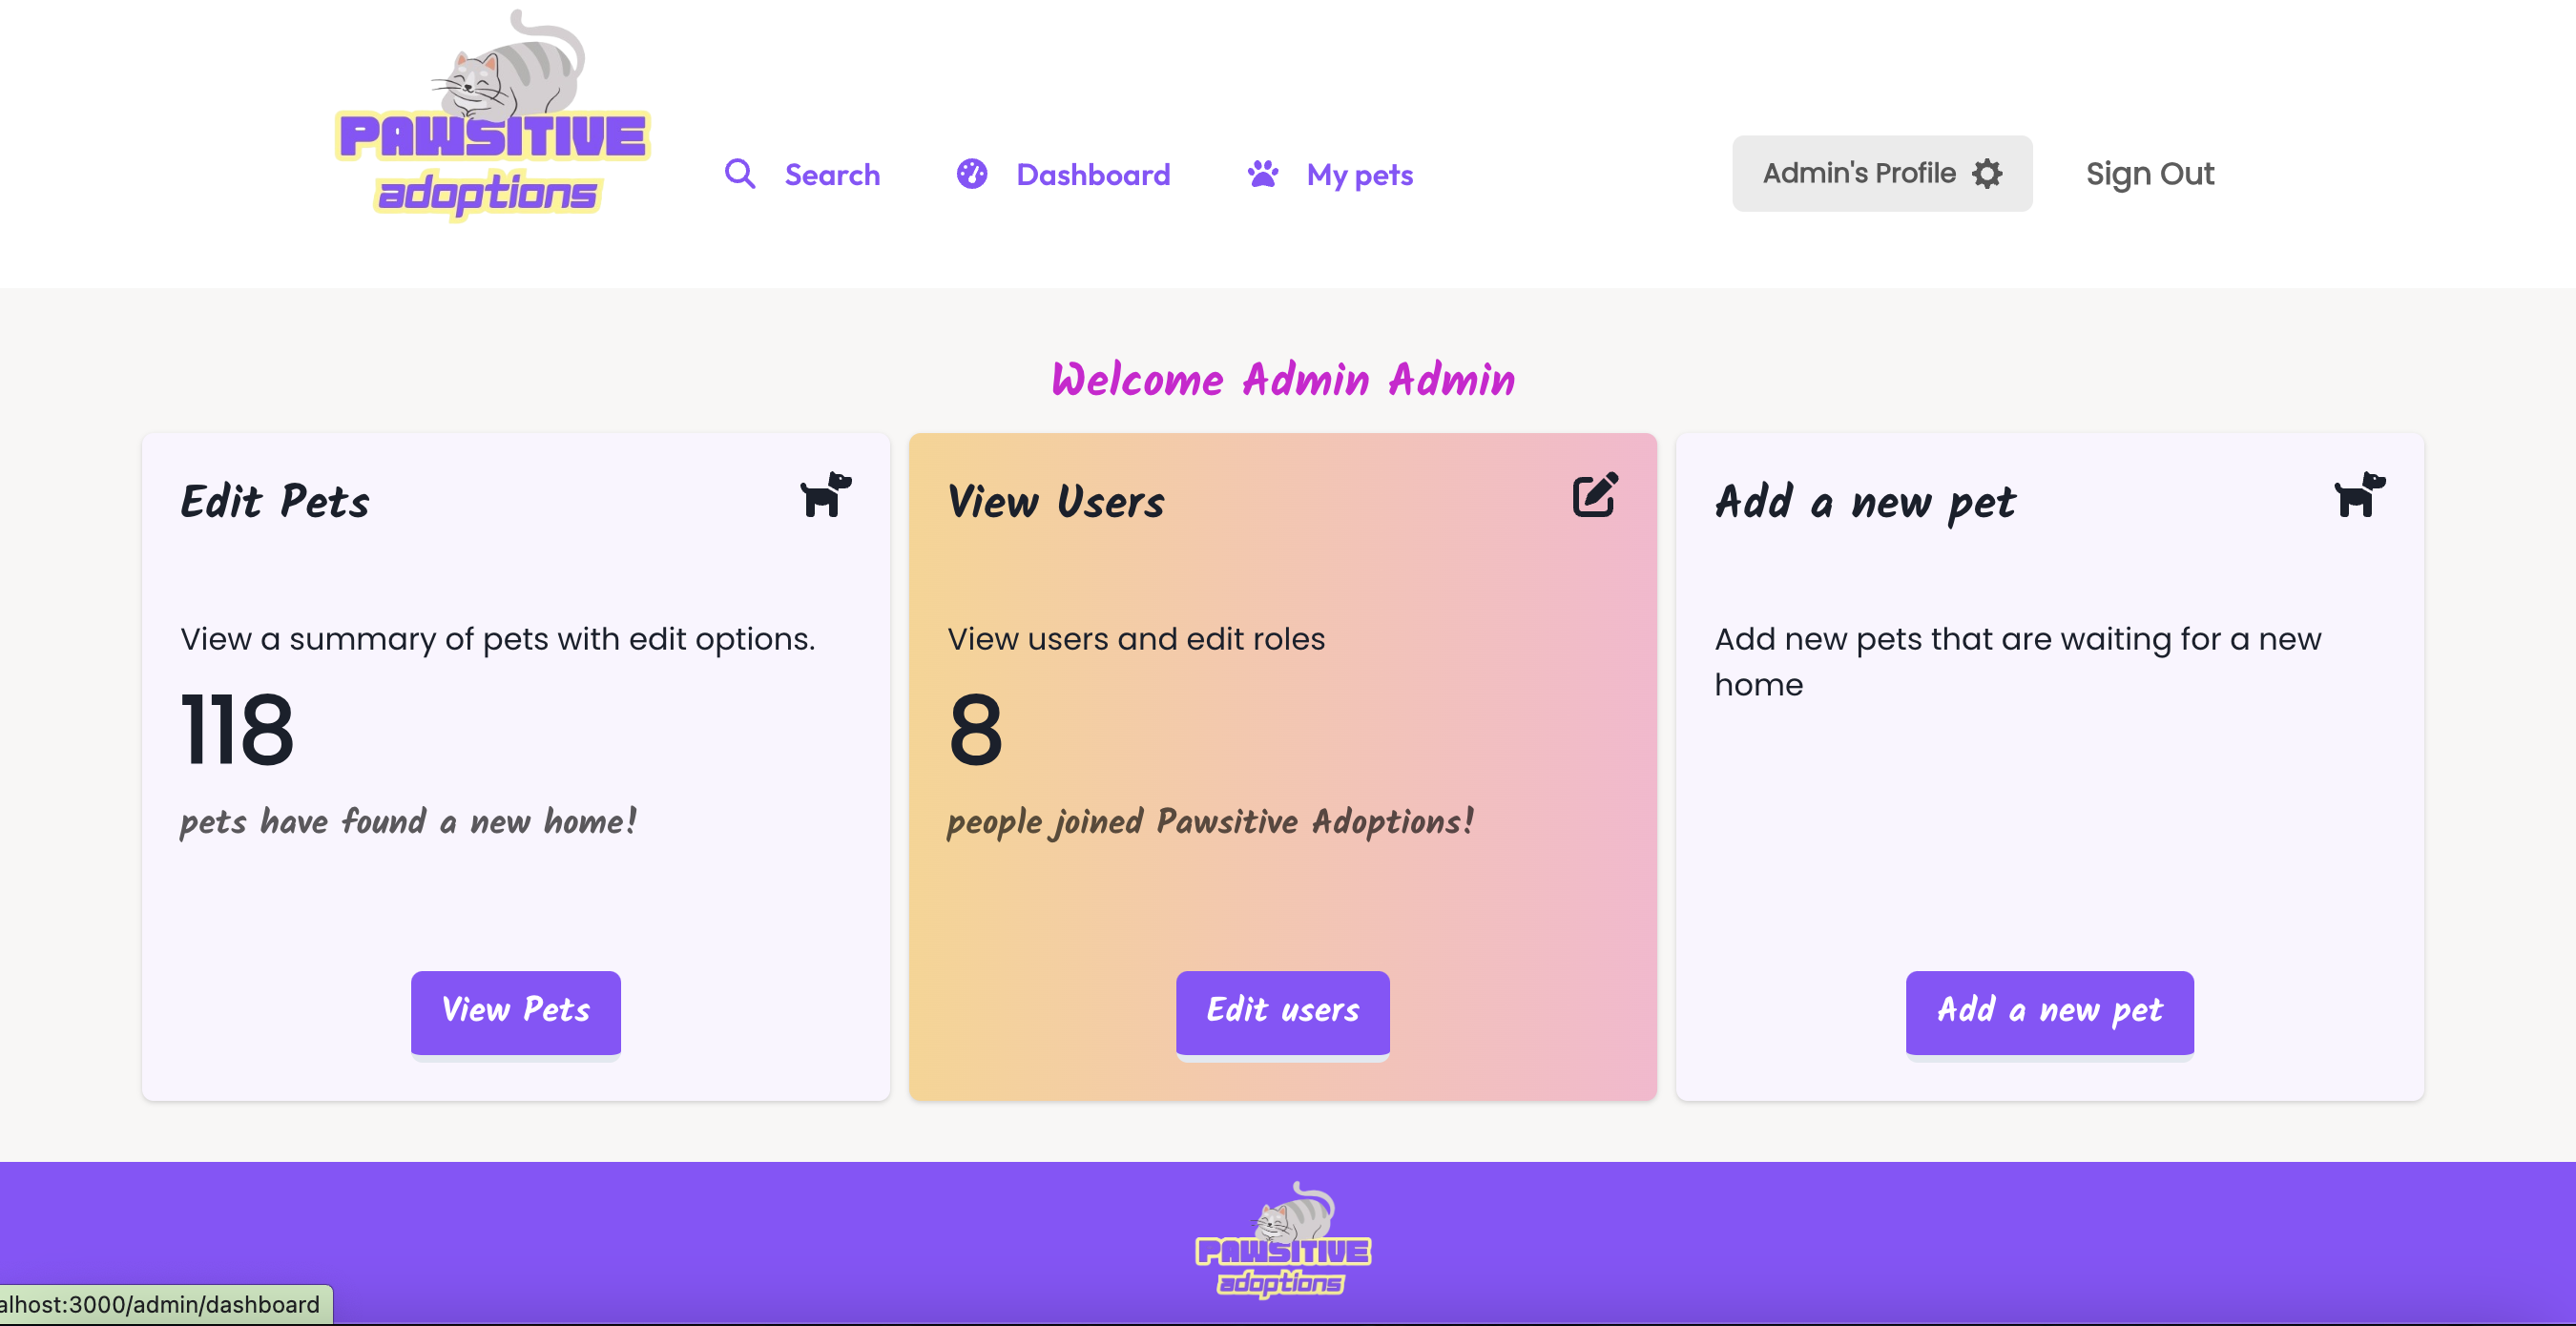 PAWSITIVE
adoptions
Search
Dashboard
My pets
Admin's Profile
Sign Out
Welcome Admin Admin
Edit Pets
View a summary of pets with edit options.
118
pets have found a new home!
View Pets
View Users
View users and edit roles
8
people joined Pawsitive Adoptions!
Edit users
Add a new pet
Add new pets that are waiting for a new
home
Add a new pet
PAWSITIVE
adoptions
alhost:3000/admin/dashboard